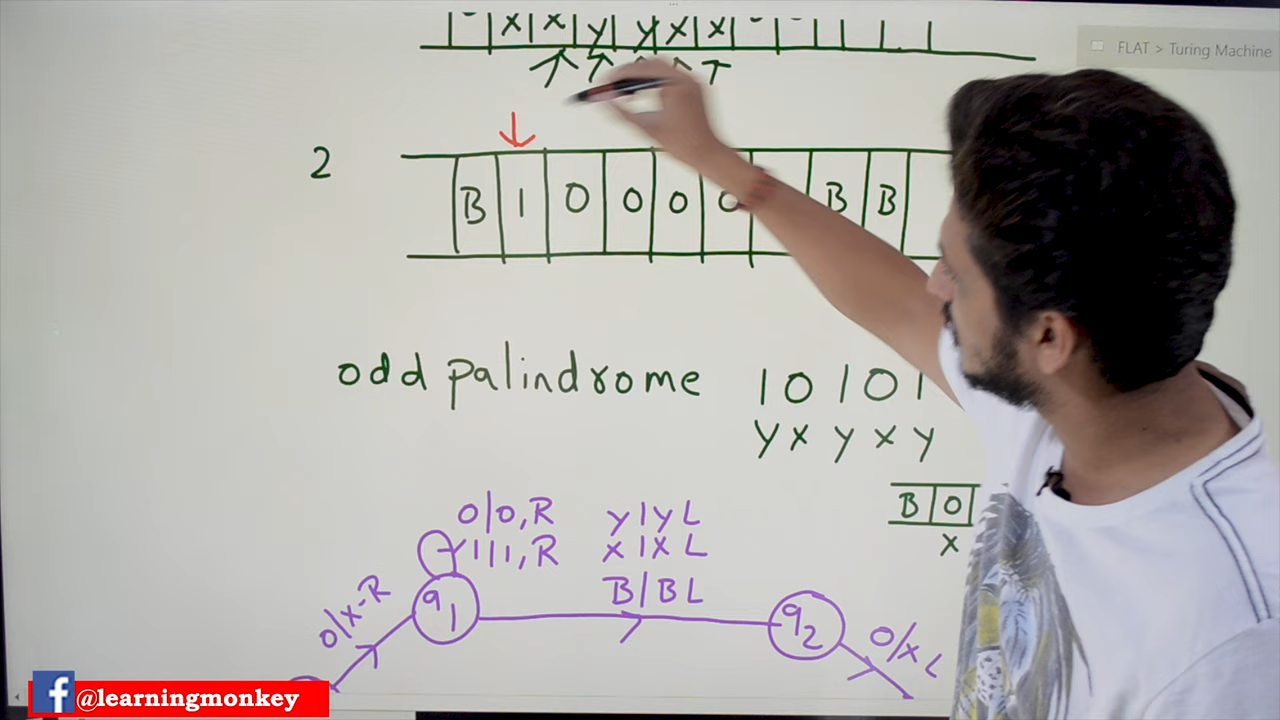 x x y y x x
FLAT > Turing Machine
2
B 1 0 0 0 0 B B
odd palindrome 1 0 1 0 1
y x y x y
B 0
x
0/0,R y/y L
1/1,R x/x L
B/B L
0/x-R
q1
q2
0/x L
@learningmonkey